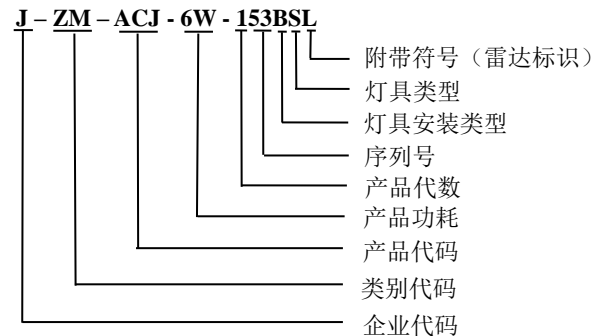 J – ZM – ACJ - 6W - 153BSL
附带符号（雷达标识）
灯具类型
灯具安装类型
序列号
产品代数
产品功耗
产品代码
类别代码
企业代码